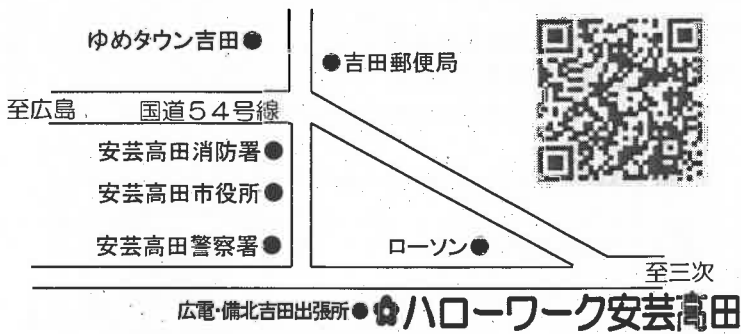 ゆめタウン吉田●
●吉田郵便局
至広島 国道54号線
安芸高田消防署●
安芸高田市役所●
安芸高田警察署●
ローソン●
至三次
広電・備北吉田出張所●
ハローワーク安芸高田